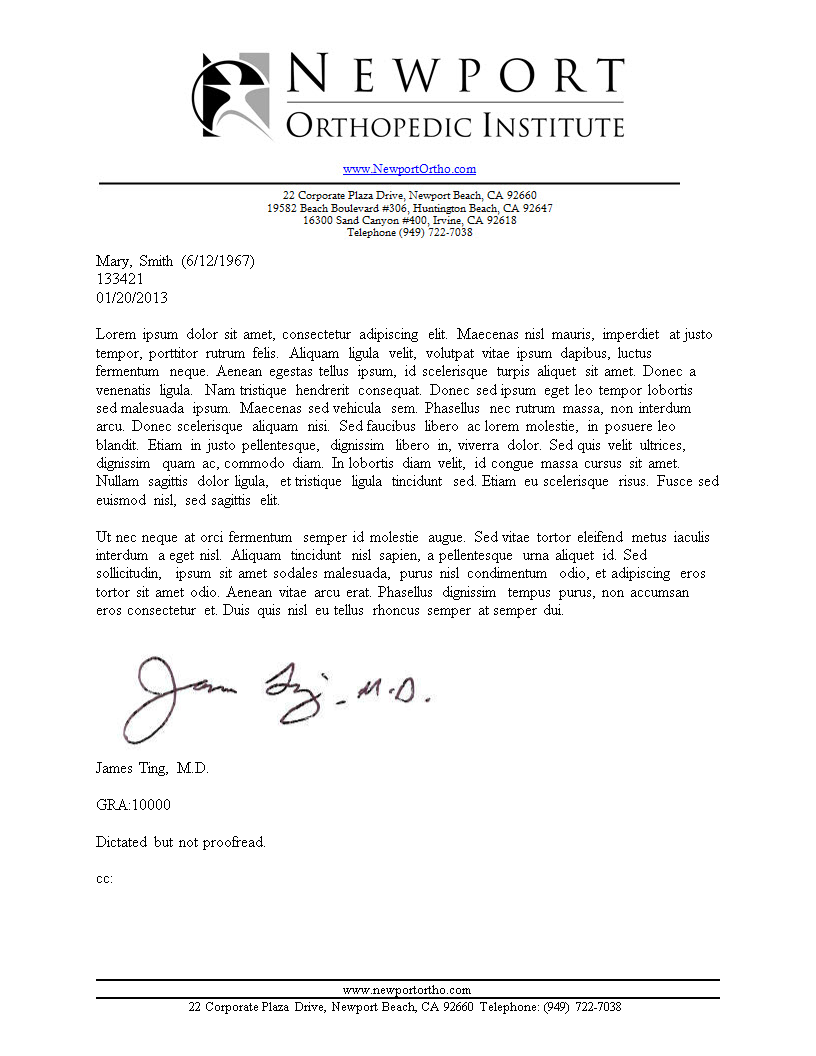 NEWPORT
ORTHOPEDIC INSTITUTE
www.NewportOrtho.com
22 Corporate Plaza Drive, Newport Beach, CA 92660
19582 Beach Boulevard #306, Huntington Beach, CA 92647
16300 Sand Canyon #400, Irvine, CA 92618
Telephone (949) 722-7038
Mary, Smith (6/12/1967)
133421
01/20/2013
Lorem ipsum dolor sit amet, consectetur adipiscing elit. Maecenas nisl mauris, imperdiet at justo
tempor, porttitor rutrum felis. Aliquam ligula velit, volutpat vitae ipsum dapibus, luctus
fermentum neque. Aenean egestas tellus ipsum, id scelerisque turpis aliquet sit amet. Donec a
venenatis ligula. Nam tristique hendrerit consequat. Donec sed ipsum eget leo tempor lobortis
sed malesuada ipsum. Maecenas sed vehicula sem. Phasellus nec rutrum massa, non interdum
arcu. Donec scelerisque aliquam nisi. Sed faucibus libero ac lorem molestie, in posuere leo
blandit. Etiam in justo pellentesque, dignissim libero in, viverra dolor. Sed quis velit ultrices,
dignissim quam ac, commodo diam. In lobortis diam velit, id congue massa cursus sit amet.
Nullam sagittis dolor ligula, et tristique ligula tincidunt sed. Etiam eu scelerisque risus. Fusce sed
euismod nisl, sed sagittis elit.
Ut nec neque at orci fermentum semper id molestie augue. Sed vitae tortor eleifend metus iaculis
interdum a eget nisl. Aliquam tincidunt nisl sapien, a pellentesque urna aliquet id. Sed
sollicitudin, ipsum sit amet sodales malesuada, purus nisl condimentum odio, et adipiscing eros
tortor sit amet odio. Aenean vitae arcu erat. Phasellus dignissim tempus purus, non accumsan
eros consectetur et. Duis quis nisl eu tellus rhoncus semper at semper dui.
James Ting - M.D.
James Ting, M.D.
GRA:10000
Dictated but not proofread.
cc:
www.newportortho.com
22 Corporate Plaza Drive, Newport Beach, CA 92660 Telephone: (949) 722-7038